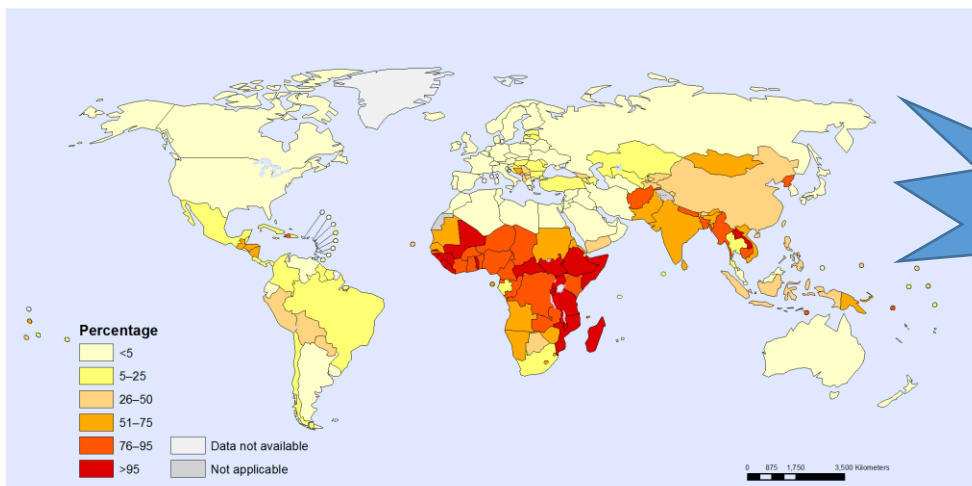 Percentage
<5
5–25
26–50
51–75
76–95
>95
Data not available
Not applicable
0 875 1,750 3,500 Kilometers